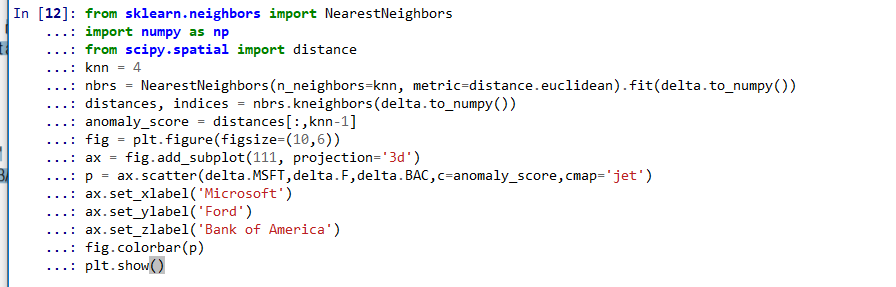 In [12]: from sklearn.neighbors import NearestNeighbors
...: import numpy as np
...: from scipy.spatial import distance
...: knn = 4
...: nbrs = NearestNeighbors(n_neighbors=knn, metric=distance.euclidean).fit(delta.to_numpy())
...: distances, indices = nbrs.kneighbors(delta.to_numpy())
...: anomaly_score = distances[:,knn-1]
...: fig = plt.figure(figsize=(10,6))
...: ax = fig.add_subplot(111, projection='3d')
...: p = ax.scatter(delta.MSFT,delta.F,delta.BAC,c=anomaly_score,cmap='jet')
...: ax.set_xlabel('Microsoft')
...: ax.set_ylabel('Ford')
...: ax.set_zlabel('Bank of America')
...: fig.colorbar(p)
...: plt.show()